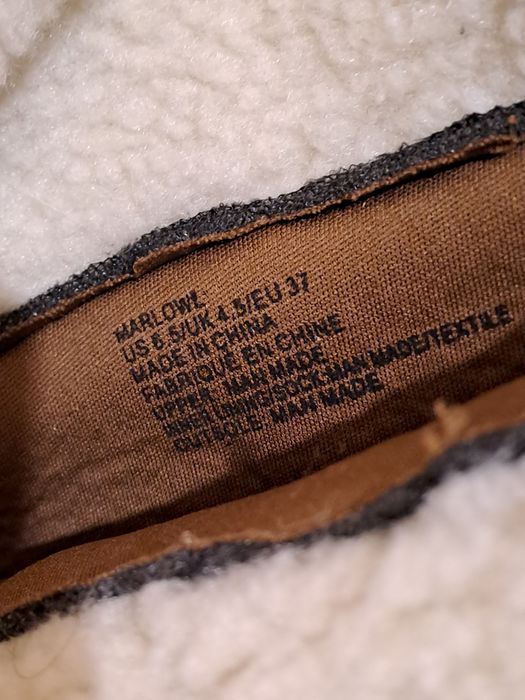 MARLOWE
US 6.5/UK 4.5/EU 37
MADE IN CHINA
FABRIQUE EN CHINE
UPPER: MAN MADE
INNER LINING/SOCK:MAN MADE/TEXTILE
OUTSOLE: MAN MADE